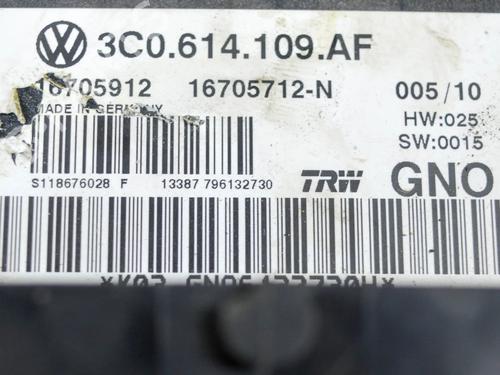 3C0.614.109.AF
16705912 16705712-N 005/10
MADE IN GERMANY HW:025
SW:0015
S118676028 F 13387 796132730 TRW GNO